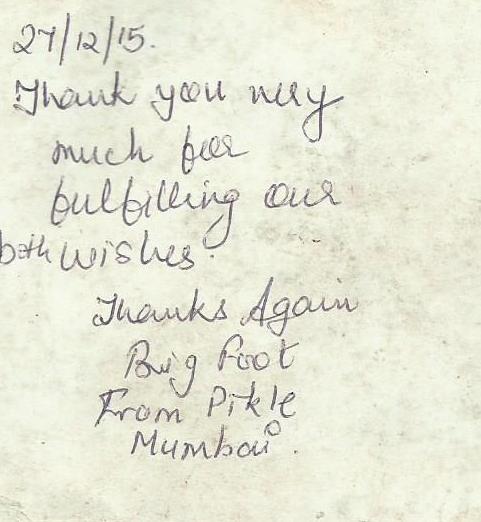 27/12/15.
Thank you very
much for
fulfilling our
both wishes.
Thanks Again
Big Foot
From Pikle
Mumbai.